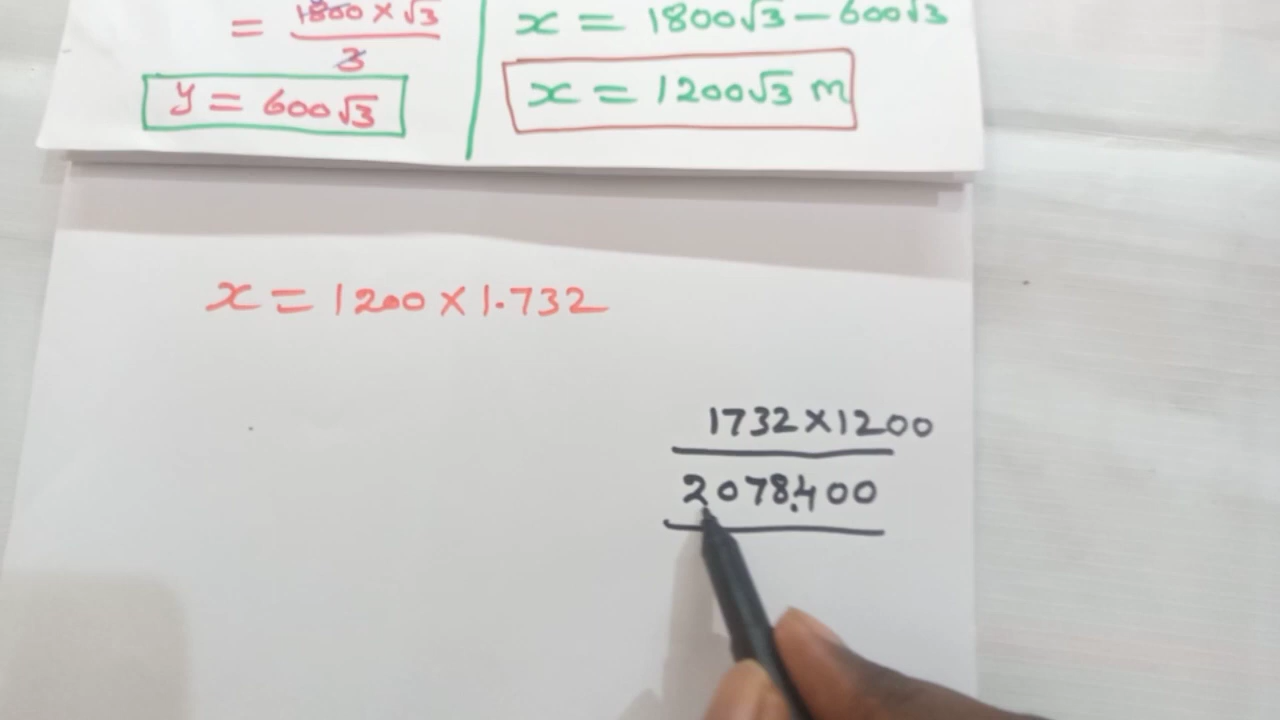 = 1800 × √3
3
y = 600√3
x = 1800√3 − 600√3
x = 1200√3 m
x = 1200 × 1.732
1732 × 1200
2078.400